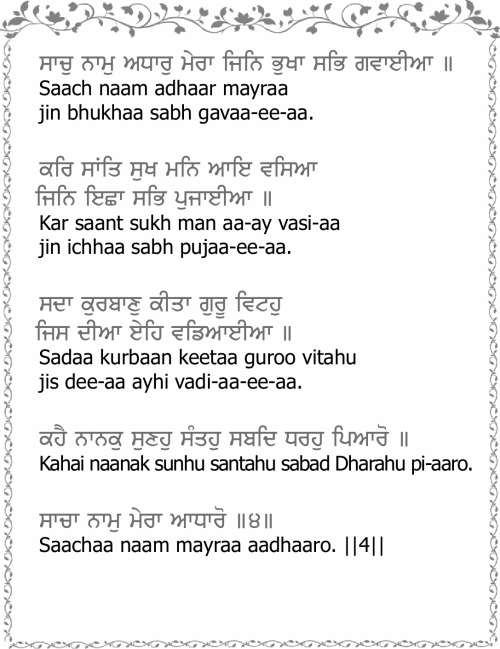 ਸਾਚੁ ਨਾਮੁ ਅਧਾਰੁ ਮੇਰਾ ਜਿਨਿ ਭੁਖਾ ਸਭਿ ਗਵਾਈਆ ॥
Saach naam adhaar mayraa
jin bhukhaa sabh gavaa-ee-aa.
ਕਰਿ ਸਾਂਤਿ ਸੁਖ ਮਨਿ ਆਇ ਵਸਿਆ
ਜਿਨਿ ਇਛਾ ਸਭਿ ਪੁਜਾਈਆ ॥
Kar saant sukh man aa-ay vasi-aa
jin ichhaa sabh pujaa-ee-aa.
ਸਦਾ ਕੁਰਬਾਣੁ ਕੀਤਾ ਗੁਰੂ ਵਿਟਹੁ
ਜਿਸ ਦੀਆ ਏਹਿ ਵਡਿਆਈਆ ॥
Sadaa kurbaan keetaa guroo vitahu
jis dee-aa ayhi vadi-aa-ee-aa.
ਕਹੈ ਨਾਨਕੁ ਸੁਣਹੁ ਸੰਤਹੁ ਸਬਦਿ ਧਰਹੁ ਪਿਆਰੋ ॥
Kahai naanak sunhu santahu sabad Dharahu pi-aaro.
ਸਾਚਾ ਨਾਮੁ ਮੇਰਾ ਆਧਾਰੋ ॥੪॥
Saachaa naam mayraa aadhaaro. ||4||